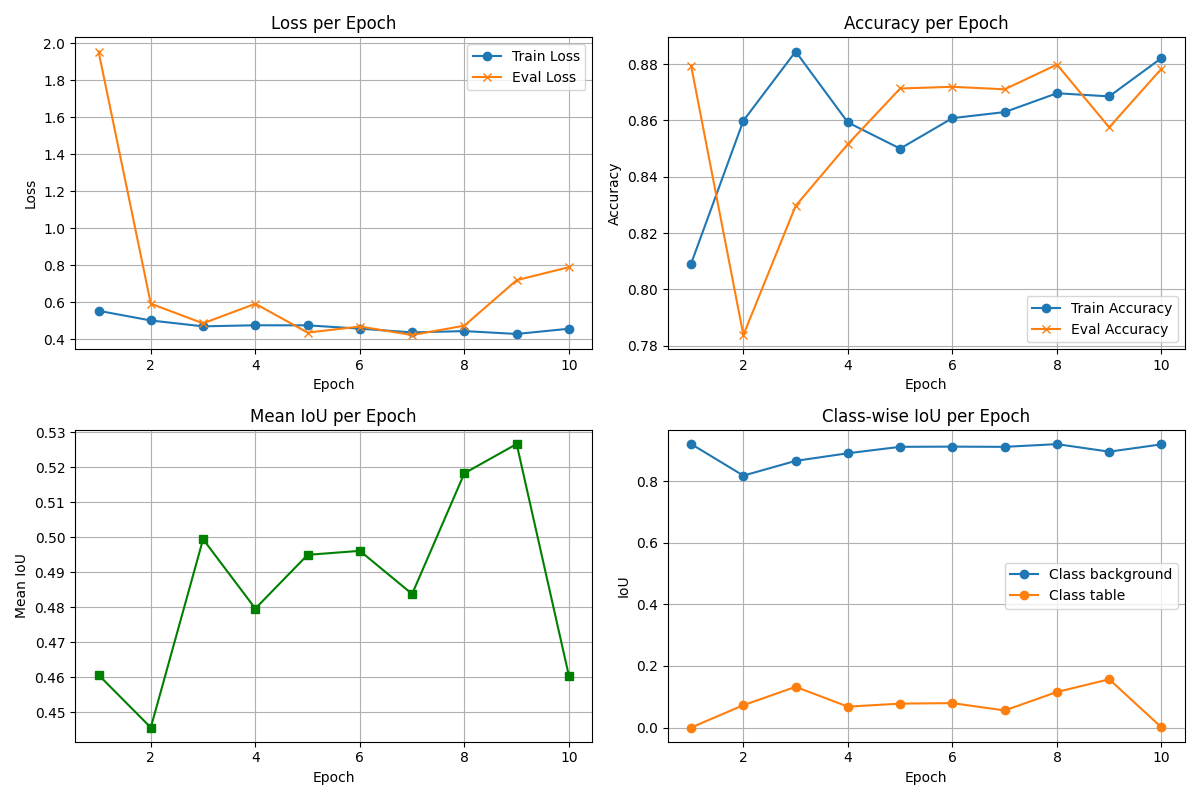 Loss per Epoch
2.0
1.8
1.6
1.4
1.2
1.0
0.8
0.6
0.4
Loss
2
4
6
8
10
Epoch
Train Loss
Eval Loss
Accuracy per Epoch
0.88
0.86
0.84
0.82
0.80
0.78
Accuracy
2
4
6
8
10
Epoch
Train Accuracy
Eval Accuracy
Mean IoU per Epoch
0.53
0.52
0.51
0.50
0.49
0.48
0.47
0.46
0.45
Mean IoU
2
4
6
8
10
Epoch
Class-wise IoU per Epoch
0.8
0.6
0.4
0.2
0.0
IoU
2
4
6
8
10
Epoch
Class background
Class table